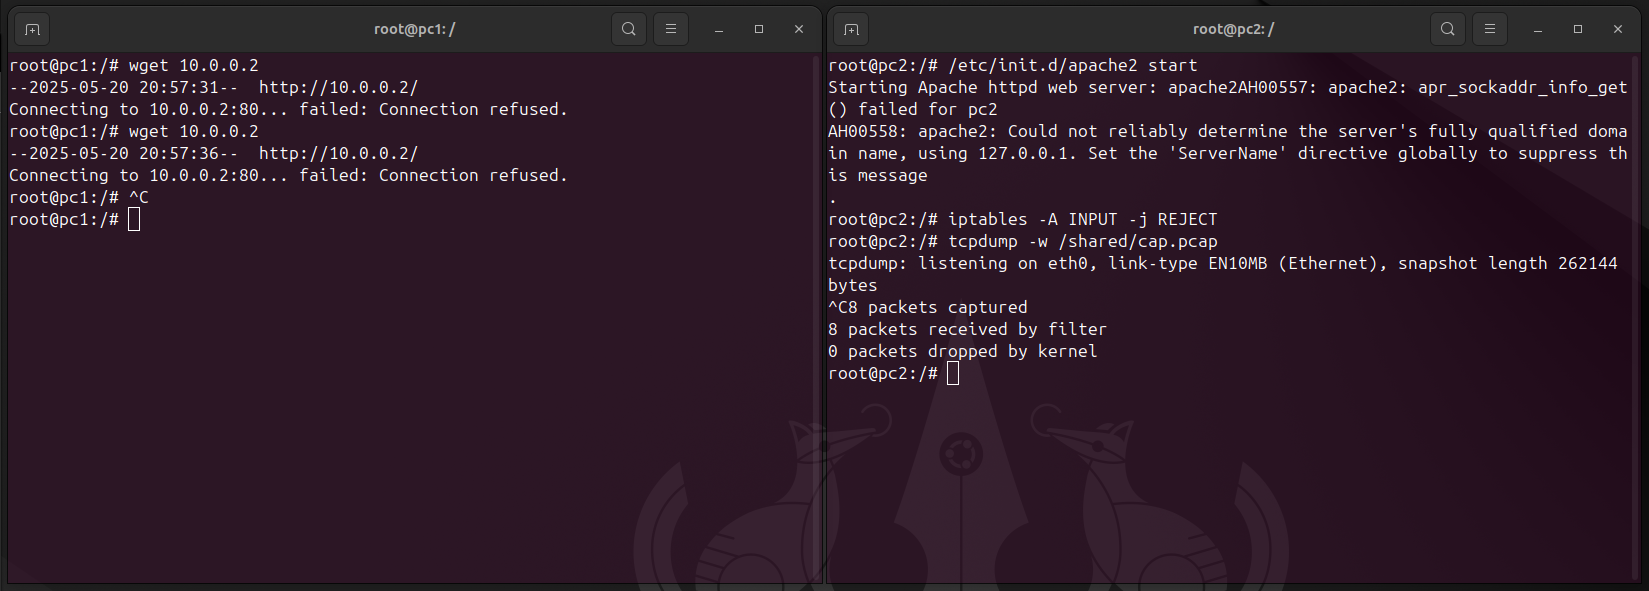 root@pc1: /
root@pc1:/# wget 10.0.0.2
--2025-05-20 20:57:31--  http://10.0.0.2/
Connecting to 10.0.0.2:80... failed: Connection refused.
root@pc1:/# wget 10.0.0.2
--2025-05-20 20:57:36--  http://10.0.0.2/
Connecting to 10.0.0.2:80... failed: Connection refused.
root@pc1:/# ^C
root@pc1:/#
root@pc2: /
root@pc2:/# /etc/init.d/apache2 start
Starting Apache httpd web server: apache2AH00557: apache2: apr_sockaddr_info_get
() failed for pc2
AH00558: apache2: Could not reliably determine the server's fully qualified doma
in name, using 127.0.0.1. Set the 'ServerName' directive globally to suppress th
is message
.
root@pc2:/# iptables -A INPUT -j REJECT
root@pc2:/# tcpdump -w /shared/cap.pcap
tcpdump: listening on eth0, link-type EN10MB (Ethernet), snapshot length 262144
bytes
^C8 packets captured
8 packets received by filter
0 packets dropped by kernel
root@pc2:/#